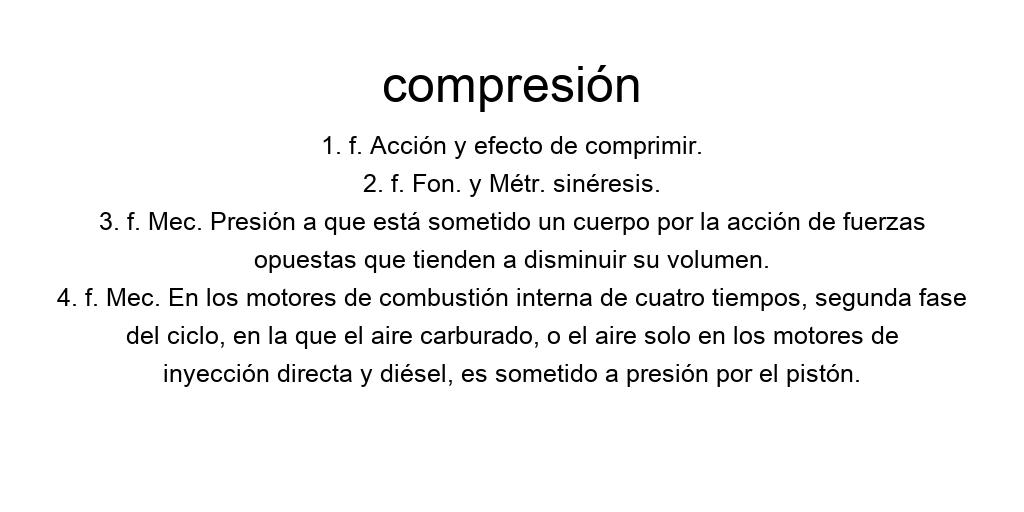 compresión
1. f. Acción y efecto de comprimir.
2. f. Fon. y Métr. sinéresis.
3. f. Mec. Presión a que está sometido un cuerpo por la acción de fuerzas
opuestas que tienden a disminuir su volumen.
4. f. Mec. En los motores de combustión interna de cuatro tiempos, segunda fase
del ciclo, en la que el aire carburado, o el aire solo en los motores de
inyección directa y diésel, es sometido a presión por el pistón.